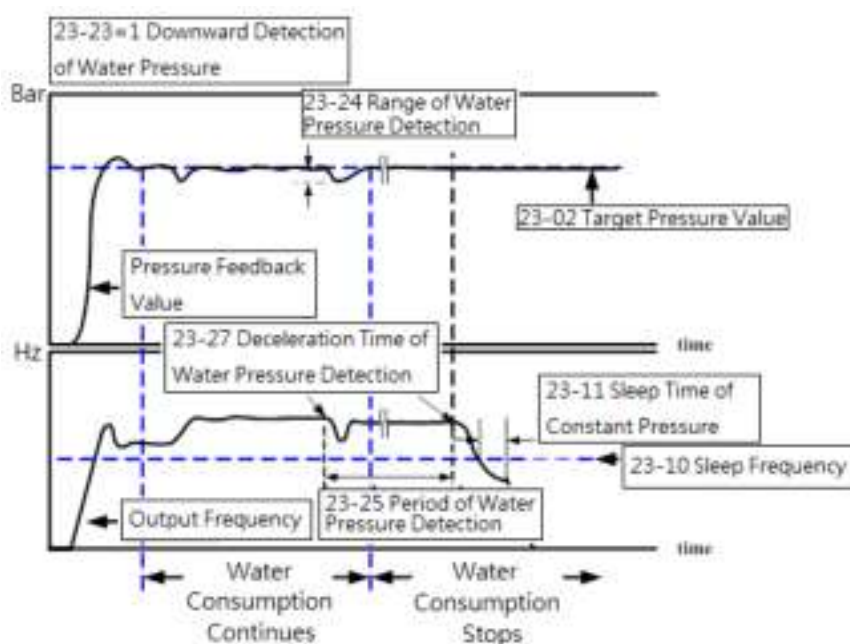 23-23=1 Downward Detection
of Water Pressure
Bar
23-24 Range of Water
Pressure Detection
23-02 Target Pressure Value
Pressure Feedback
Value
time
Hz
23-27 Deceleration Time of
Water Pressure Detection
23-11 Sleep Time of
Constant Pressure
23-10 Sleep Frequency
23-25 Period of Water
Pressure Detection
Output Frequency
time
Water
Consumption
Continues
Water
Consumption
Stops